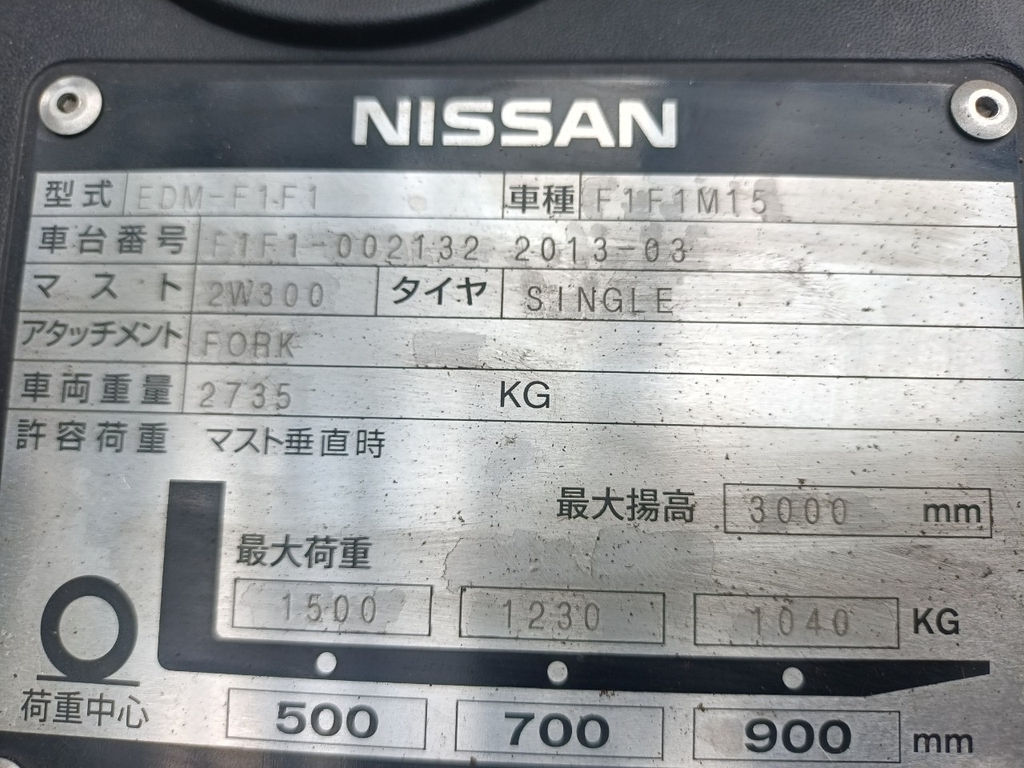 NISSAN
型式 EDM-F1F1 車種 F1F1M15
車台番号 F1F1-002132 2013-03
マスト 2W300 タイヤ SINGLE
アタッチメント FORK
車両重量 2735 KG
許容荷重 マスト垂直時
最大揚高 3000 mm
最大荷重
1500 1230 1040 KG
荷重中心 500 700 900 mm